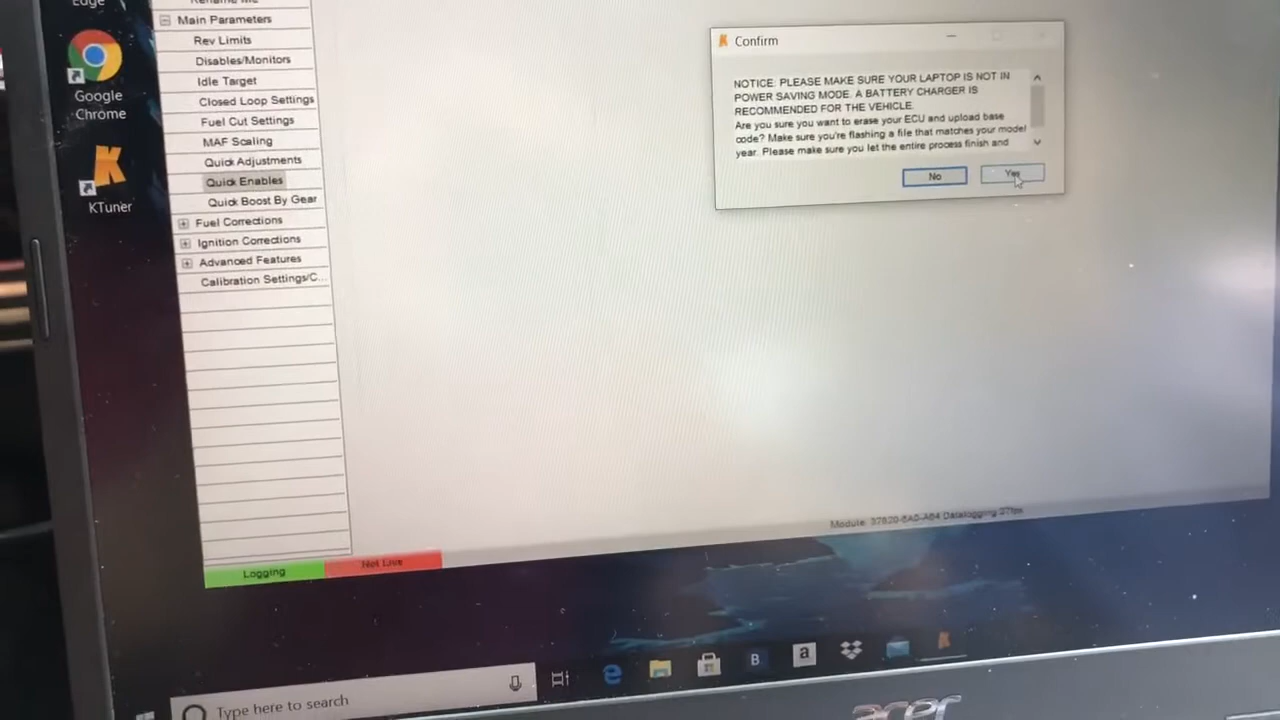 Edge
Google
Chrome
KTuner
Rename Me
Main Parameters
Rev Limits
Disables/Monitors
Idle Target
Closed Loop Settings
Fuel Cut Settings
MAF Scaling
Quick Adjustments
Quick Enables
Quick Boost By Gear
Fuel Corrections
Ignition Corrections
Advanced Features
Calibration Settings/C...
Confirm
NOTICE: PLEASE MAKE SURE YOUR LAPTOP IS NOT IN
POWER SAVING MODE. A BATTERY CHARGER IS
RECOMMENDED FOR THE VEHICLE.
Are you sure you want to erase your ECU and upload base
code? Make sure you're flashing a file that matches your model
year. Please make sure you let the entire process finish and
No
Yes
Module: Datalogging
Logging
Not Live
Type here to search
acer